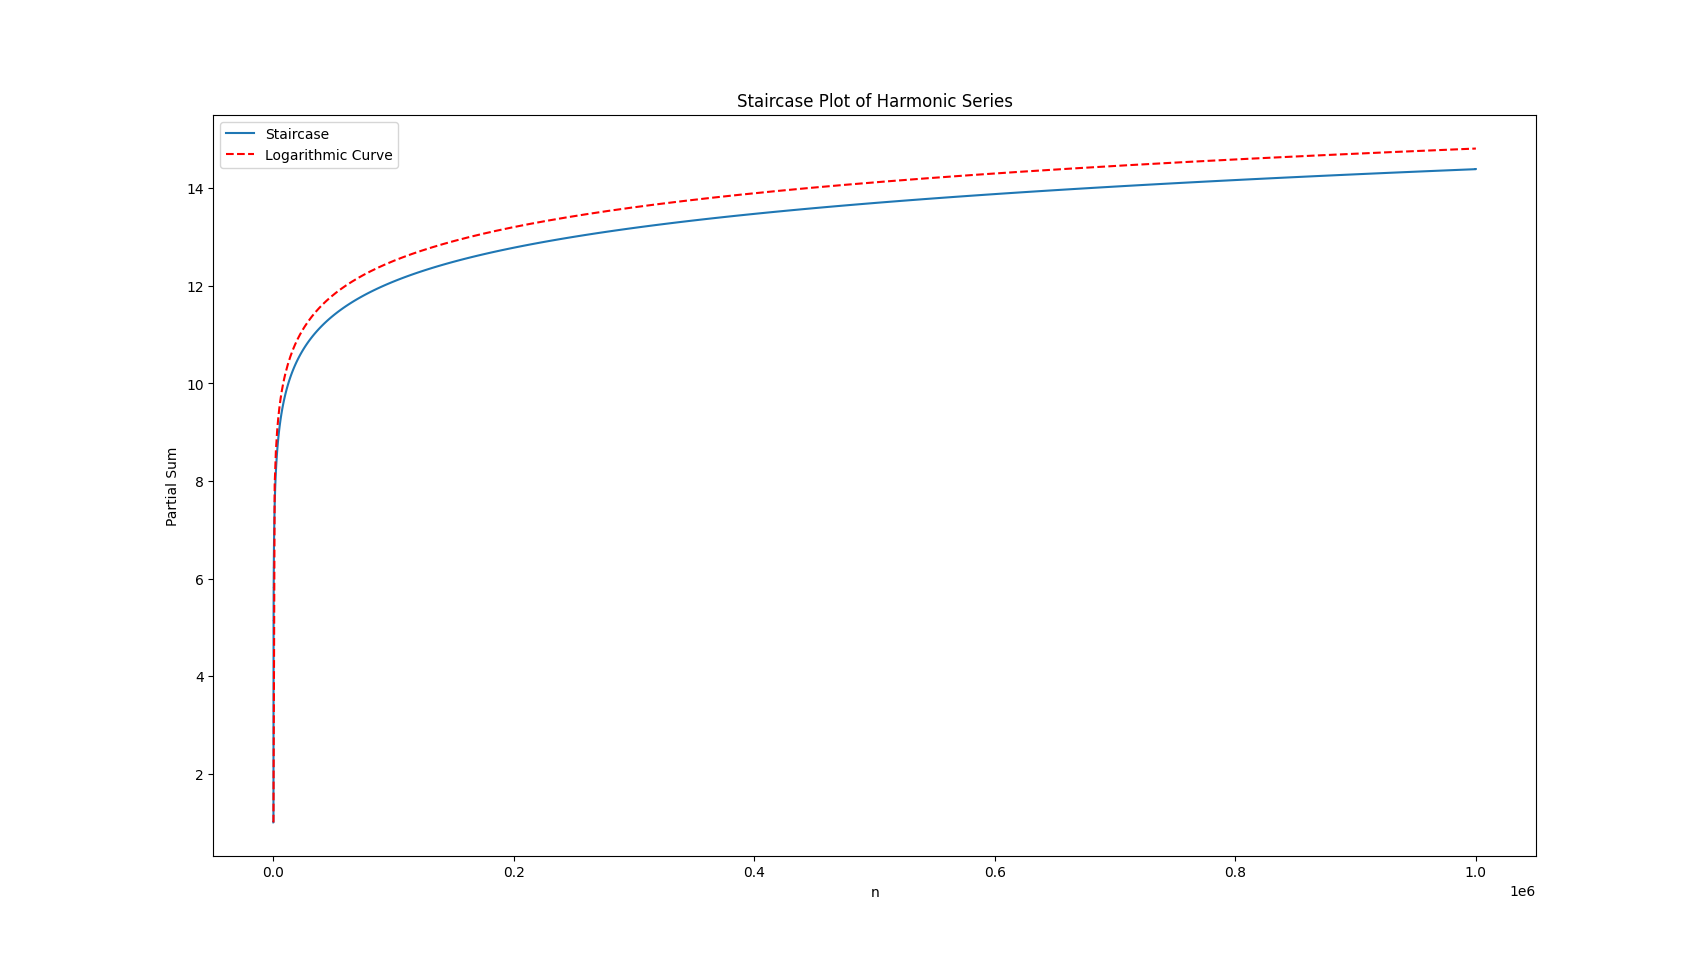 Staircase Plot of Harmonic Series
Staircase
Logarithmic Curve
14
12
10
8
6
4
2
Partial Sum
0.0 0.2 0.4 0.6 0.8 1.0
1e6
n